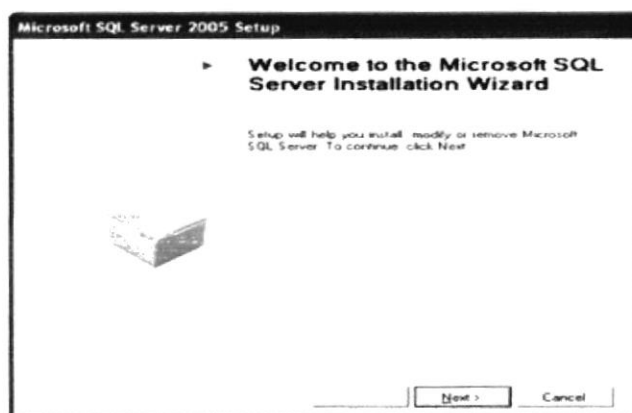 Microsoft SQL Server 2005 Setup
Welcome to the Microsoft SQL
Server Installation Wizard
Setup will help you install modify or remove Microsoft
SQL Server To continue click Next
Next >
Cancel